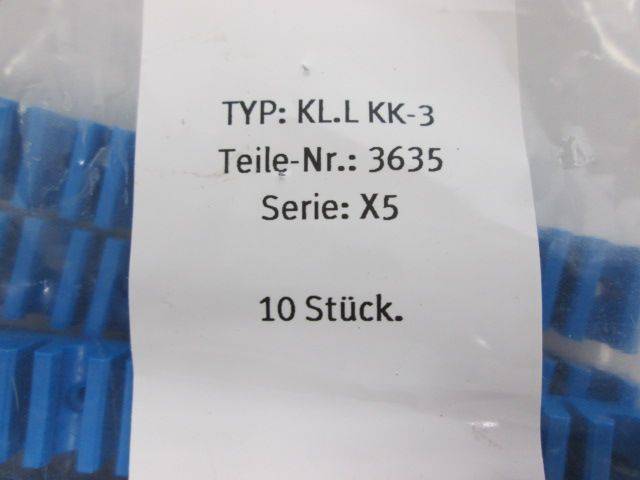 TYP: KL.L KK-3
Teile-Nr.: 3635
Serie: X5
10 Stück.